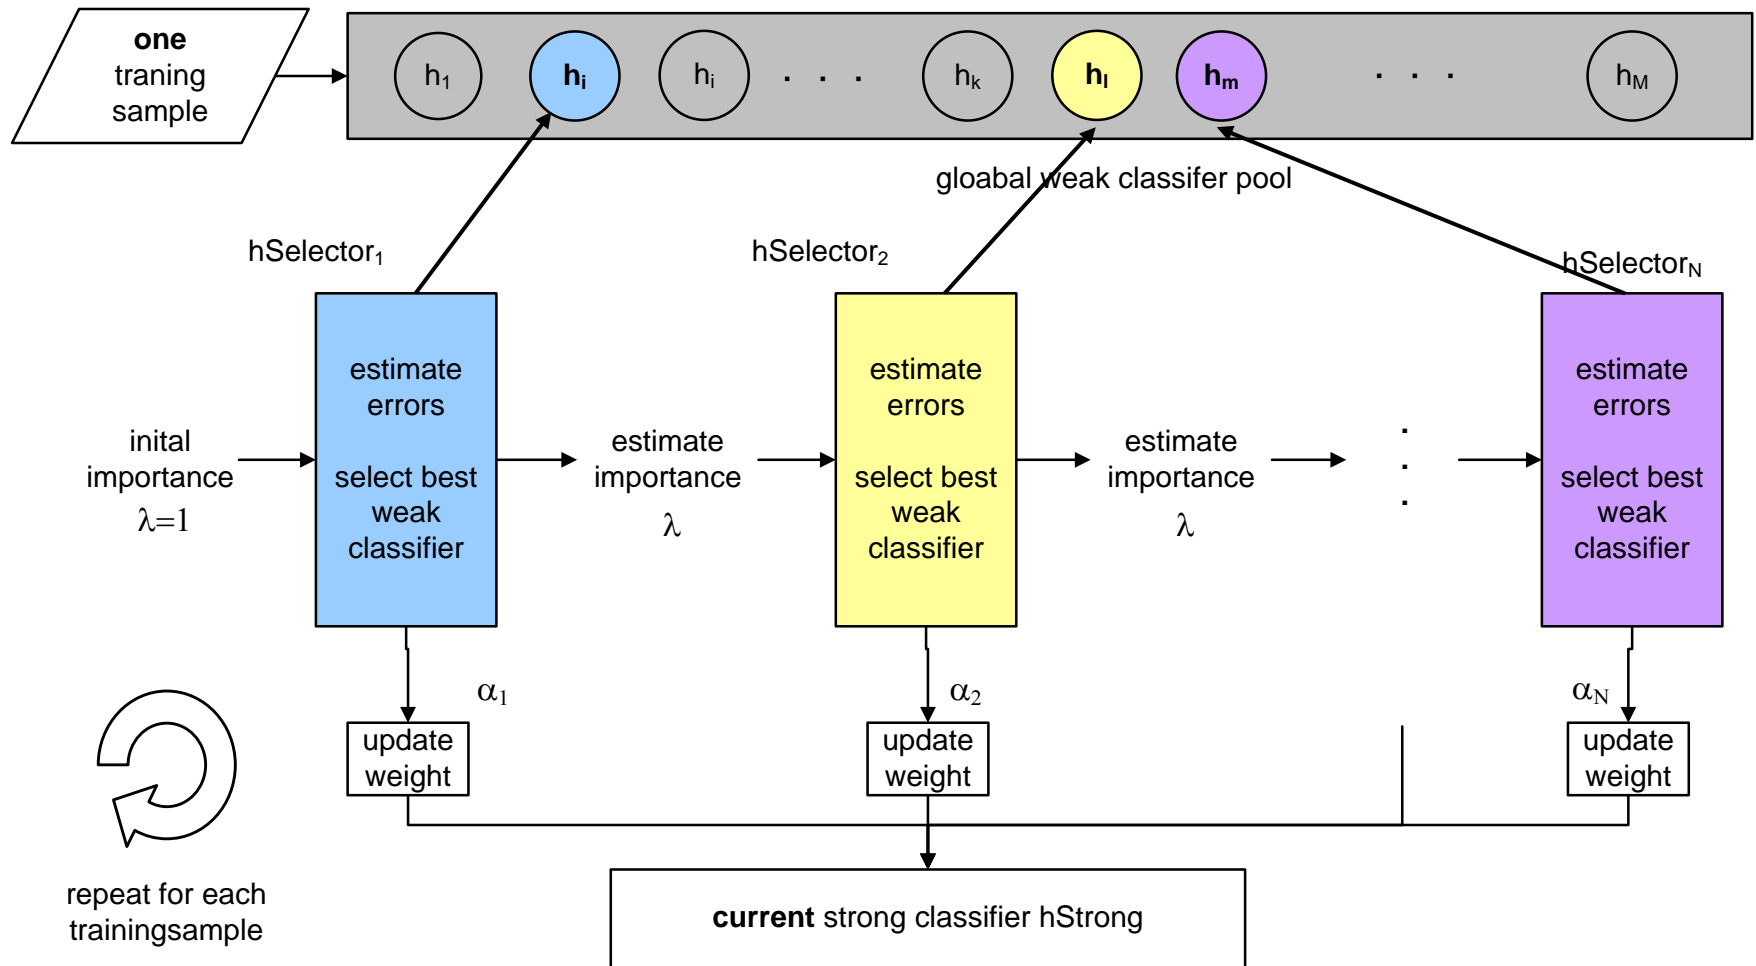 one
traning
sample
h1
hi
hi
. . .
hk
hl
hm
. . .
hM
gloabal weak classifer pool
hSelector1
hSelector2
hSelectorN
inital
importance
λ=1
estimate
errors
select best
weak
classifier
estimate
importance
λ
estimate
errors
select best
weak
classifier
estimate
importance
λ
.
.
.
estimate
errors
select best
weak
classifier
α1
α2
αN
update
weight
update
weight
update
weight
repeat for each
trainingsample
current strong classifier hStrong